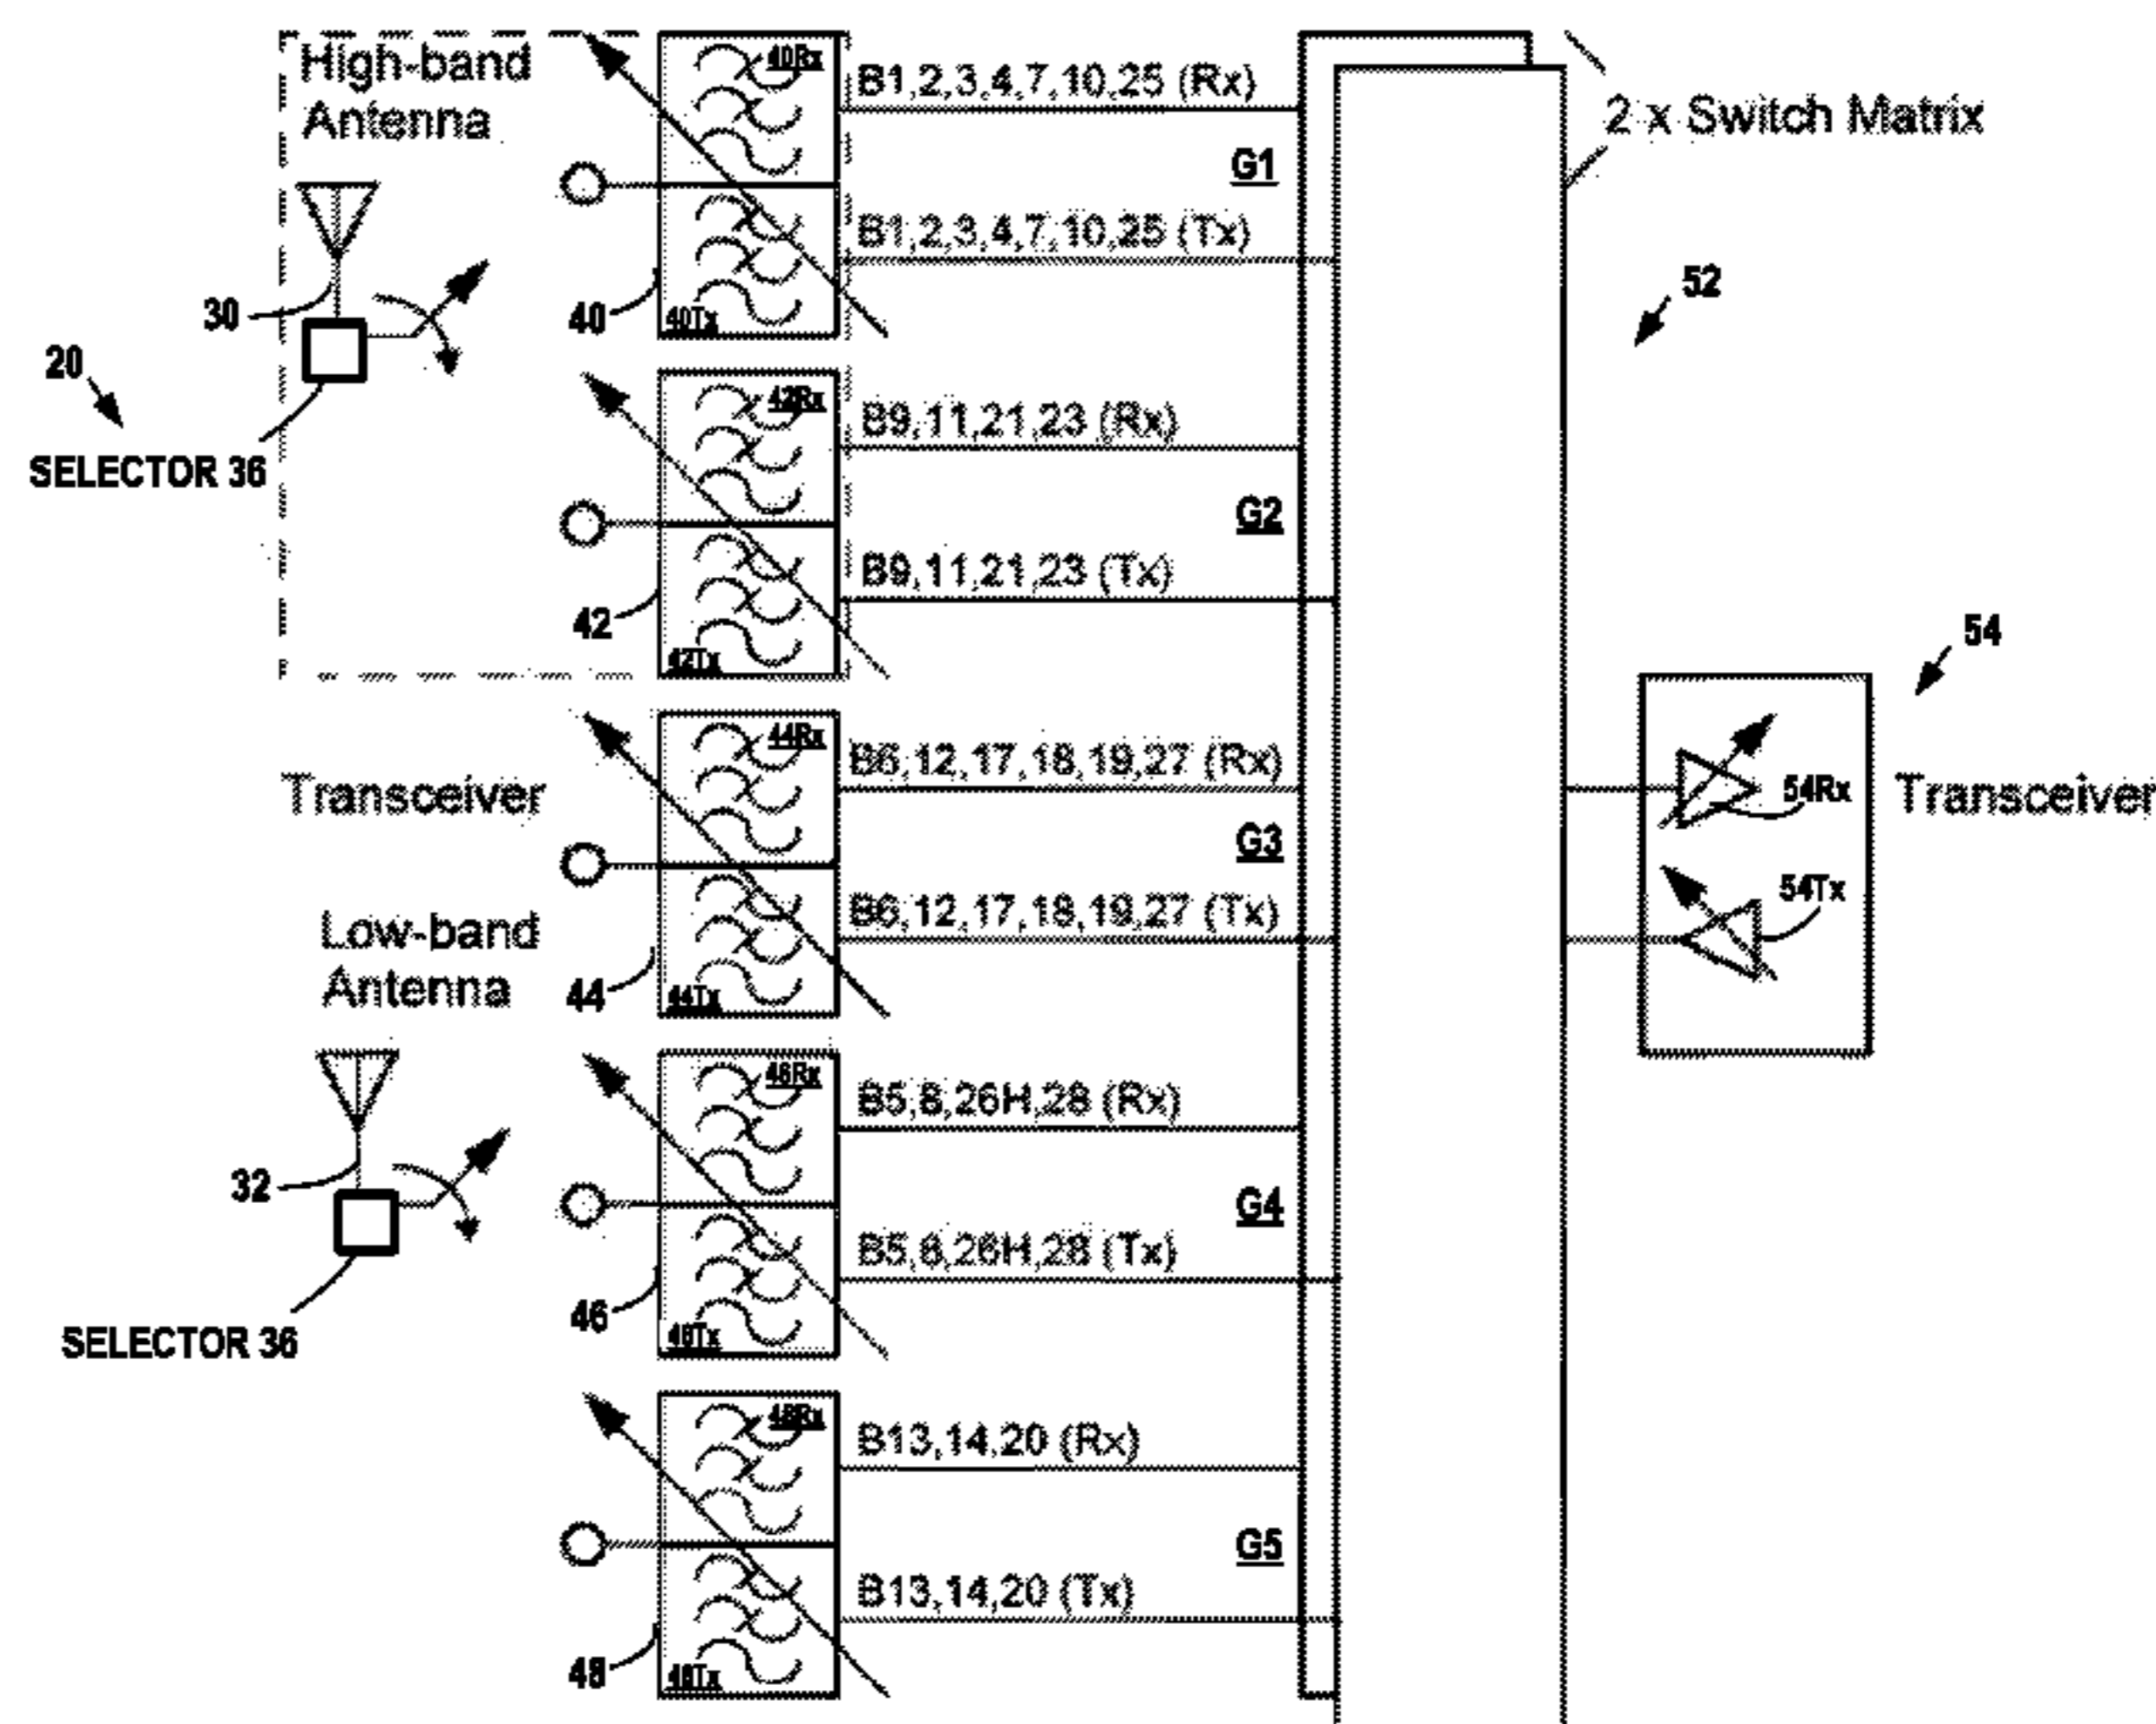 High-band
Antenna
30
20
SELECTOR 36
40Rx
B1,2,3,4,7,10,25 (Rx)
G1
B1,2,3,4,7,10,25 (Tx)
40
40Tx
42Rx
B9,11,21,23 (Rx)
G2
B9,11,21,23 (Tx)
42
42Tx
Transceiver
44Rx
B6,12,17,18,19,27 (Rx)
G3
B6,12,17,18,19,27 (Tx)
Low-band
Antenna
44
44Tx
32
SELECTOR 36
46Rx
B5,8,26H,28 (Rx)
G4
B5,8,26H,28 (Tx)
46
46Tx
48Rx
B13,14,20 (Rx)
G5
B13,14,20 (Tx)
48
48Tx
2 x Switch Matrix
52
54
54Rx
Transceiver
54Tx